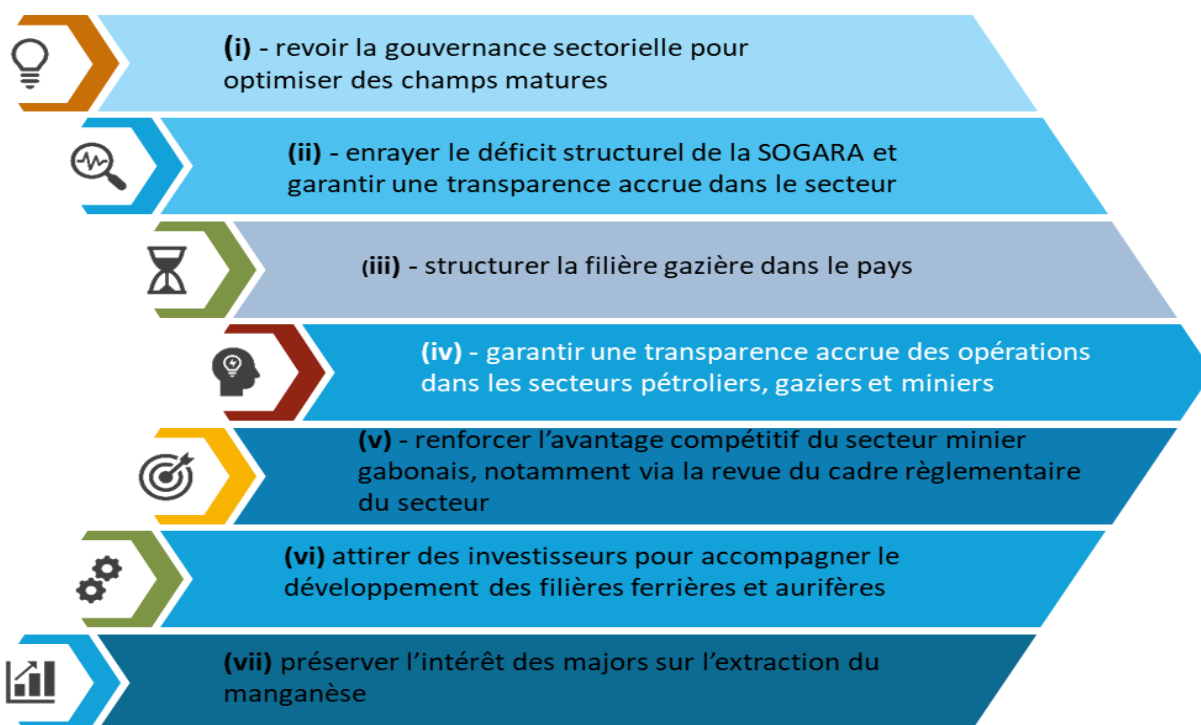 (i) - revoir la gouvernance sectorielle pour
optimiser des champs matures
(ii) - enrayer le déficit structurel de la SOGARA et
garantir une transparence accrue dans le secteur
(iii) - structurer la filière gazière dans le pays
(iv) - garantir une transparence accrue des opérations
dans les secteurs pétroliers, gaziers et miniers
(v) - renforcer l’avantage compétitif du secteur minier
gabonais, notamment via la revue du cadre règlementaire
du secteur
(vi) attirer des investisseurs pour accompagner le
développement des filières ferrières et aurifères
(vii) préserver l’intérêt des majors sur l’extraction du
manganèse